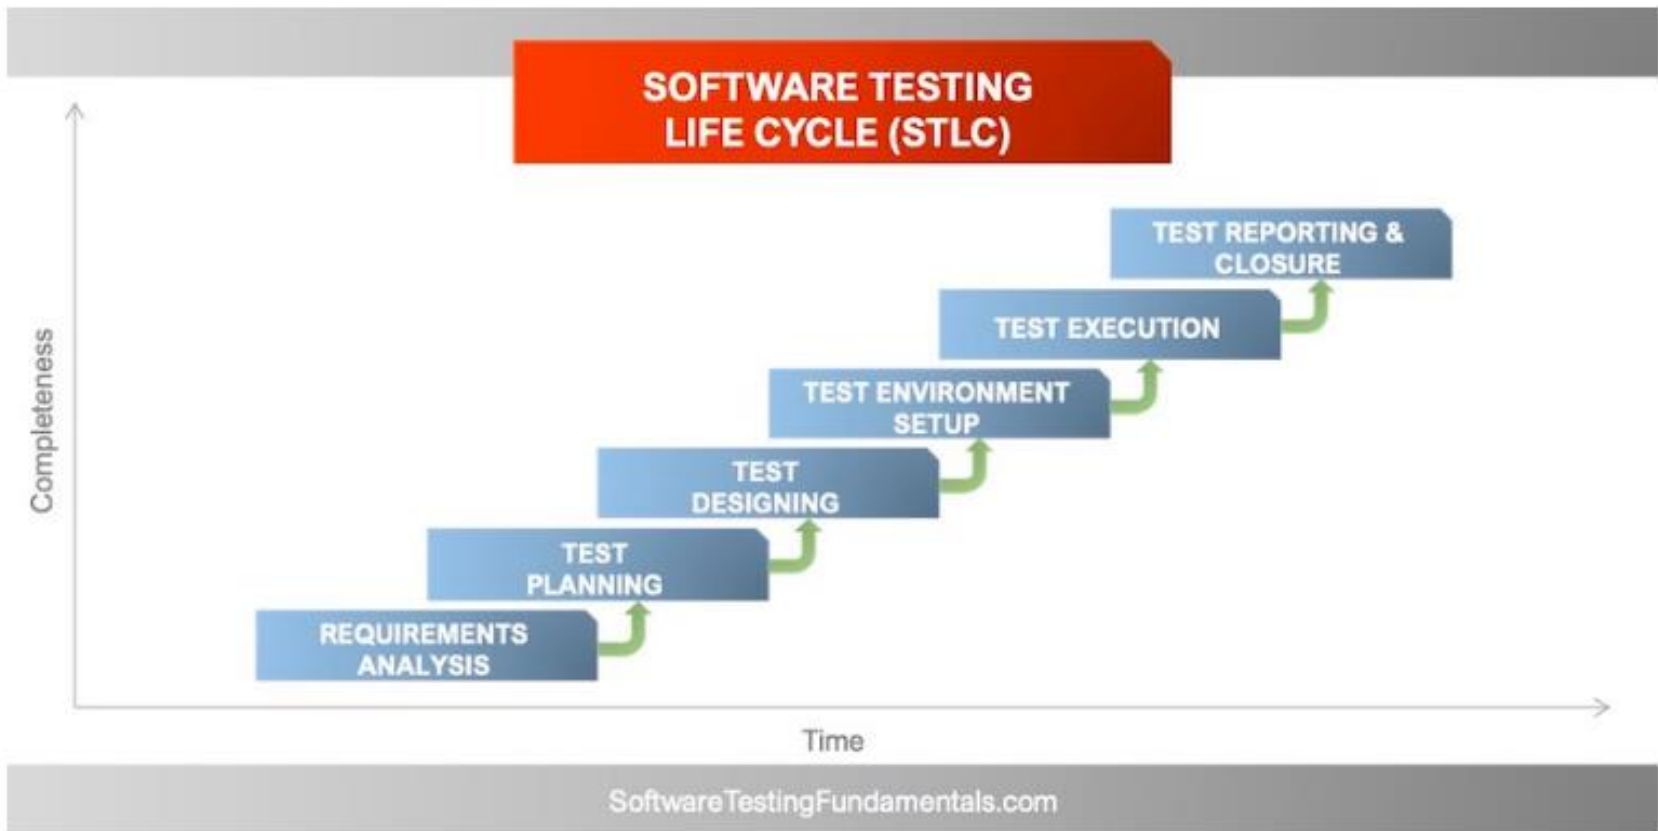 SOFTWARE TESTING
LIFE CYCLE (STLC)
TEST REPORTING &
CLOSURE
TEST EXECUTION
TEST ENVIRONMENT
SETUP
TEST
DESIGNING
TEST
PLANNING
REQUIREMENTS
ANALYSIS
Completeness
Time
SoftwareTestingFundamentals.com